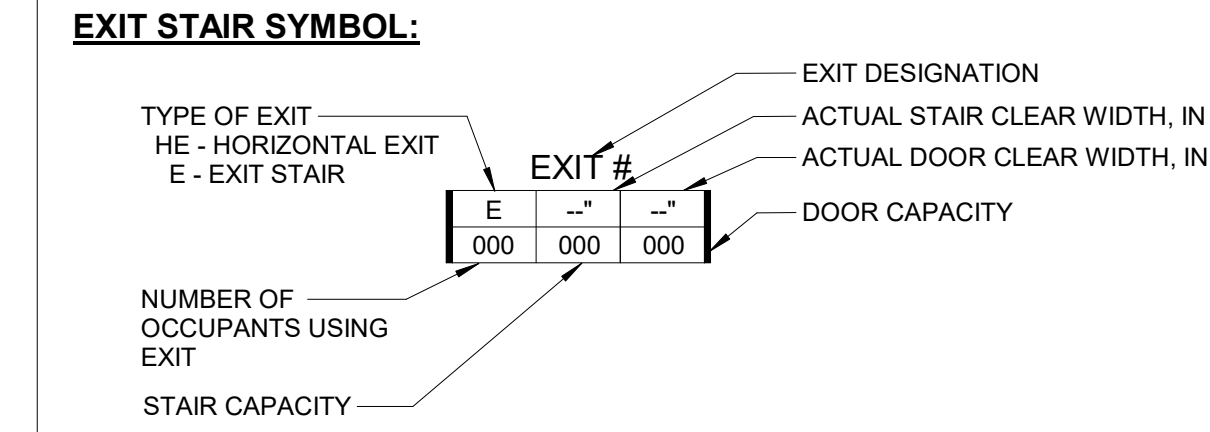 EXIT STAIR SYMBOL:
EXIT DESIGNATION
TYPE OF EXIT
HE - HORIZONTAL EXIT
E - EXIT STAIR
ACTUAL STAIR CLEAR WIDTH, IN
ACTUAL DOOR CLEAR WIDTH, IN
EXIT #
E --" --"
000 000 000
DOOR CAPACITY
NUMBER OF
OCCUPANTS USING
EXIT
STAIR CAPACITY